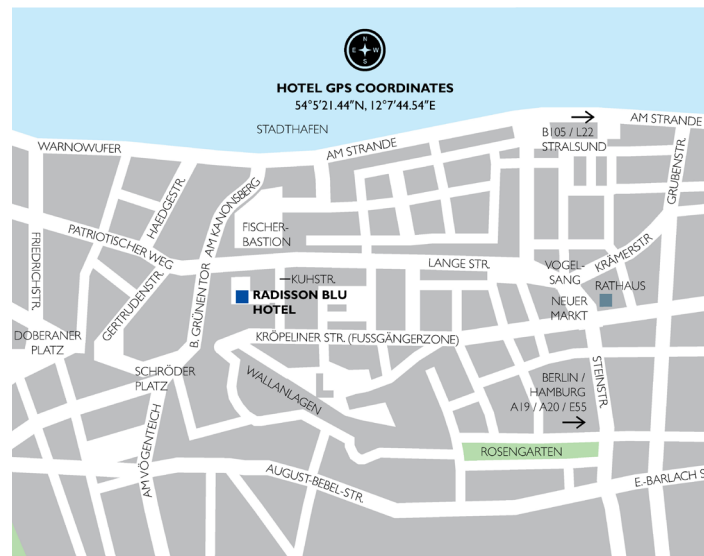 N
E W
S
HOTEL GPS COORDINATES
54°5'21.44"N, 12°7'44.54"E
STADTHAFEN
AM STRANDE
B105 / L22
STRALSUND
WARNOWUFER
AM STRANDE
GRUBENSTR.
HAEDGESTR.
AM KANONSBERG
FISCHER-
BASTION
PATRIOTISCHER WEG
FRIEDRICHSTR.
GERTRUDENSTR.
B. GRÜNEN TOR
LANGE STR.
VOGEL-
SANG
KRÄMERSTR.
KUHSTR.
RATHAUS
RADISSON BLU
HOTEL
NEUER
MARKT
DOBERANER
PLATZ
KRÖPELINER STR. (FUSSGÄNGERZONE)
SCHRÖDER
PLATZ
WALLANLAGEN
STEINSTR.
BERLIN /
HAMBURG
A19 / A20 / E55
AM VÖGENTEICH
ROSENGARTEN
AUGUST-BEBEL-STR.
E.-BARLACH S